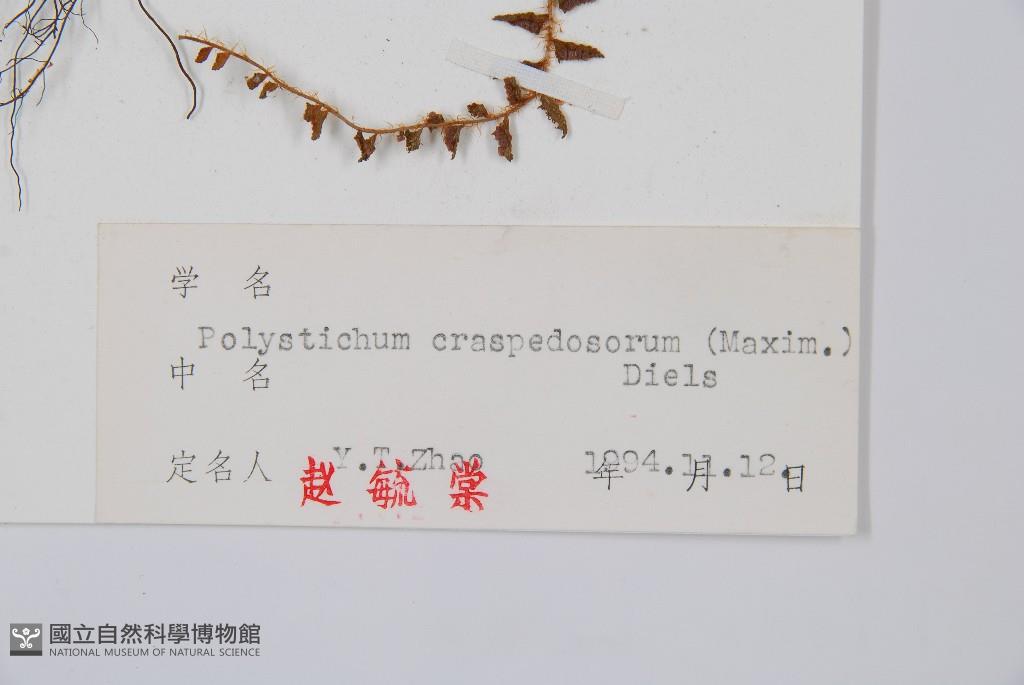 学 名
Polystichum craspedosorum (Maxim.)
Diels
中 名
定名人 Y.T.Zhao 1994.11.12. 年 月 日
赵毓棠
國立自然科學博物館
NATIONAL MUSEUM OF NATURAL SCIENCE